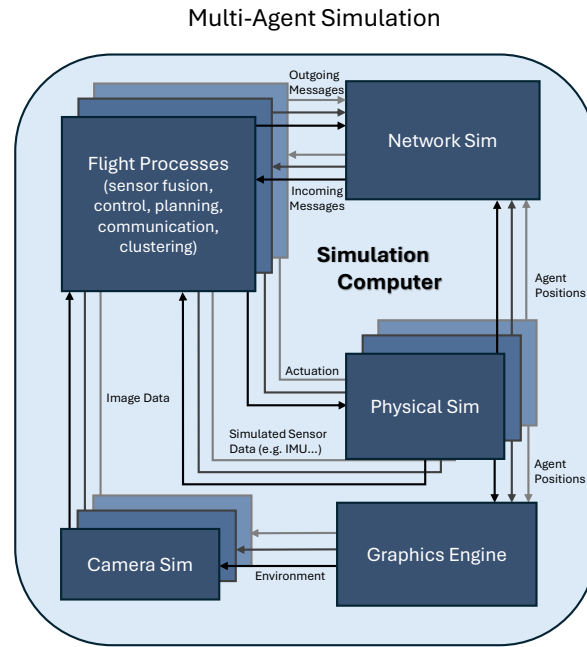 Multi-Agent Simulation
Outgoing
Messages
Network Sim
Flight Processes
(sensor fusion,
control, planning,
communication,
clustering)
Incoming
Messages
Simulation
Computer
Agent
Positions
Actuation
Image Data
Physical Sim
Simulated Sensor
Data (e.g. IMU...)
Agent
Positions
Graphics Engine
Camera Sim
Environment